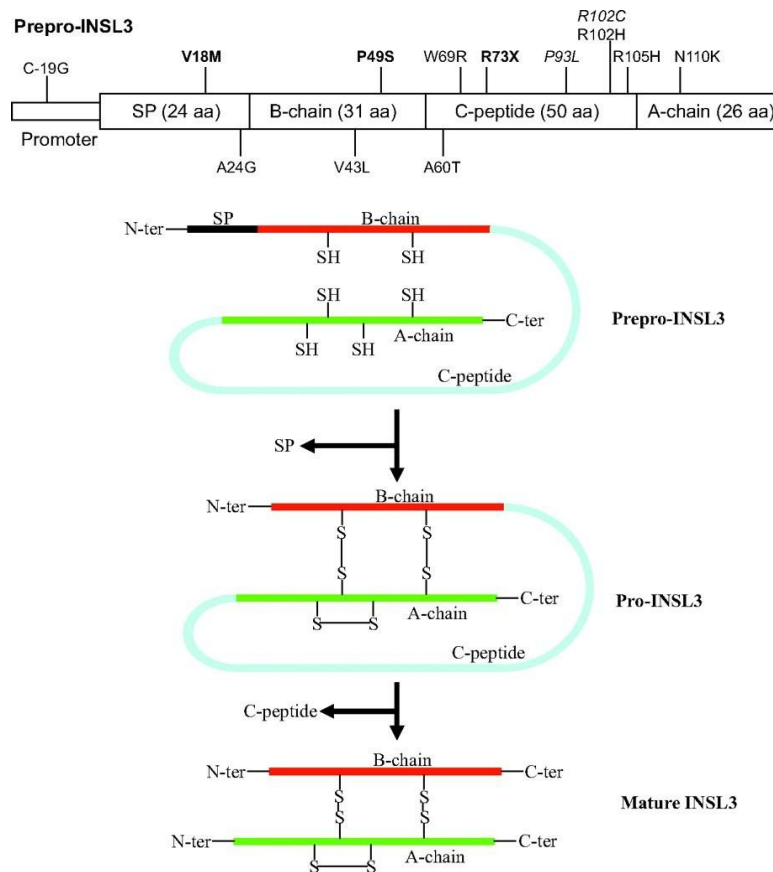 Prepro-INSL3
R102C
R102H
C-19G
V18M
P49S
W69R
R73X
P93L
R105H
N110K
SP (24 aa)
B-chain (31 aa)
C-peptide (50 aa)
A-chain (26 aa)
Promoter
A24G
V43L
A60T
SP
B-chain
N-ter
SH
SH
SH
SH
C-ter
A-chain
SH
SH
Prepro-INSL3
C-peptide
SP
B-chain
N-ter
S
S
S
S
C-ter
A-chain
Pro-INSL3
S
S
C-peptide
C-peptide
B-chain
N-ter
C-ter
S
S
S
S
Mature INSL3
N-ter
C-ter
A-chain
S
S